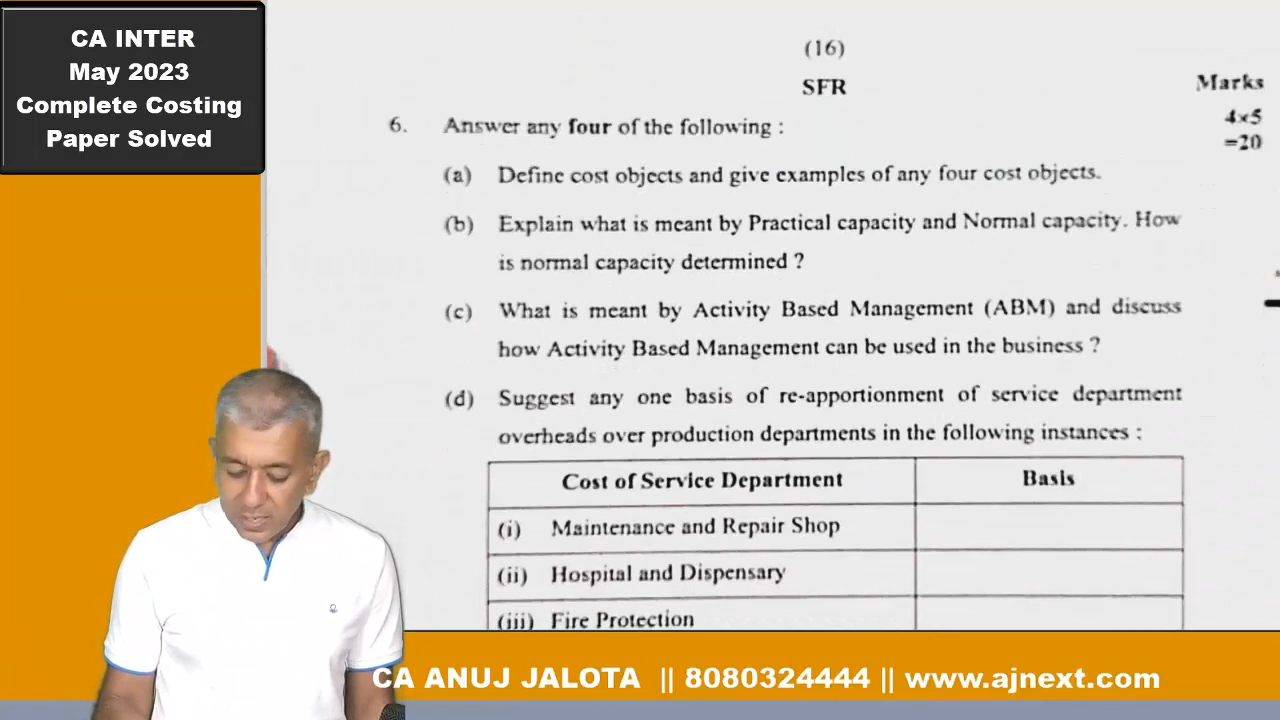 CA INTER
May 2023
Complete Costing
Paper Solved
(16)
SFR
Marks
6. Answer any four of the following : 4×5
=20
(a) Define cost objects and give examples of any four cost objects.
(b) Explain what is meant by Practical capacity and Normal capacity. How
is normal capacity determined ?
(c) What is meant by Activity Based Management (ABM) and discuss
how Activity Based Management can be used in the business ?
(d) Suggest any one basis of re-apportionment of service department
overheads over production departments in the following instances :
Cost of Service Department Basis
(i) Maintenance and Repair Shop
(ii) Hospital and Dispensary
(iii) Fire Protection
CA ANUJ JALOTA || 8080324444 || www.ajnext.com